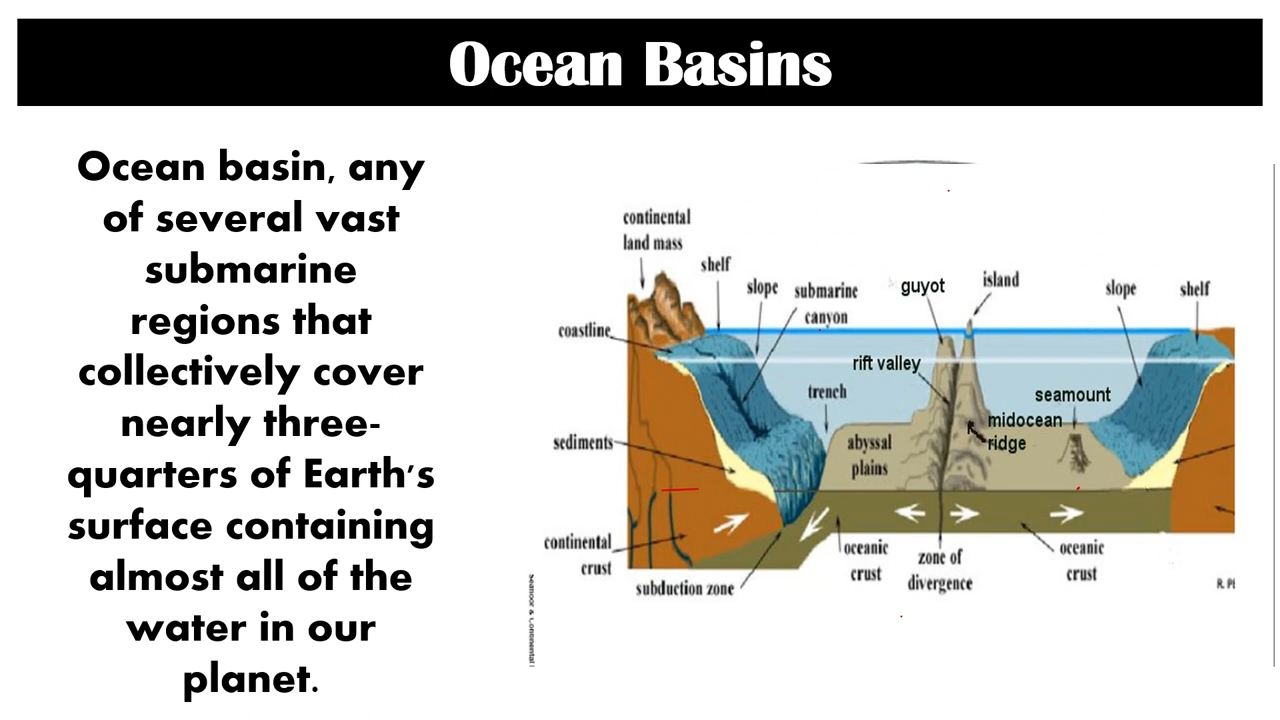 Ocean Basins
Ocean basin, any
of several vast
submarine
regions that
collectively cover
nearly three-
quarters of Earth's
surface containing
almost all of the
water in our
planet.
continental
land mass
shelf
slope
submarine
canyon
guyot
island
slope
shelf
coastline
rift valley
trench
seamount
midocean
ridge
sediments
abyssal
plains
continental
crust
oceanic
crust
zone of
divergence
oceanic
crust
subduction zone
R. Pl